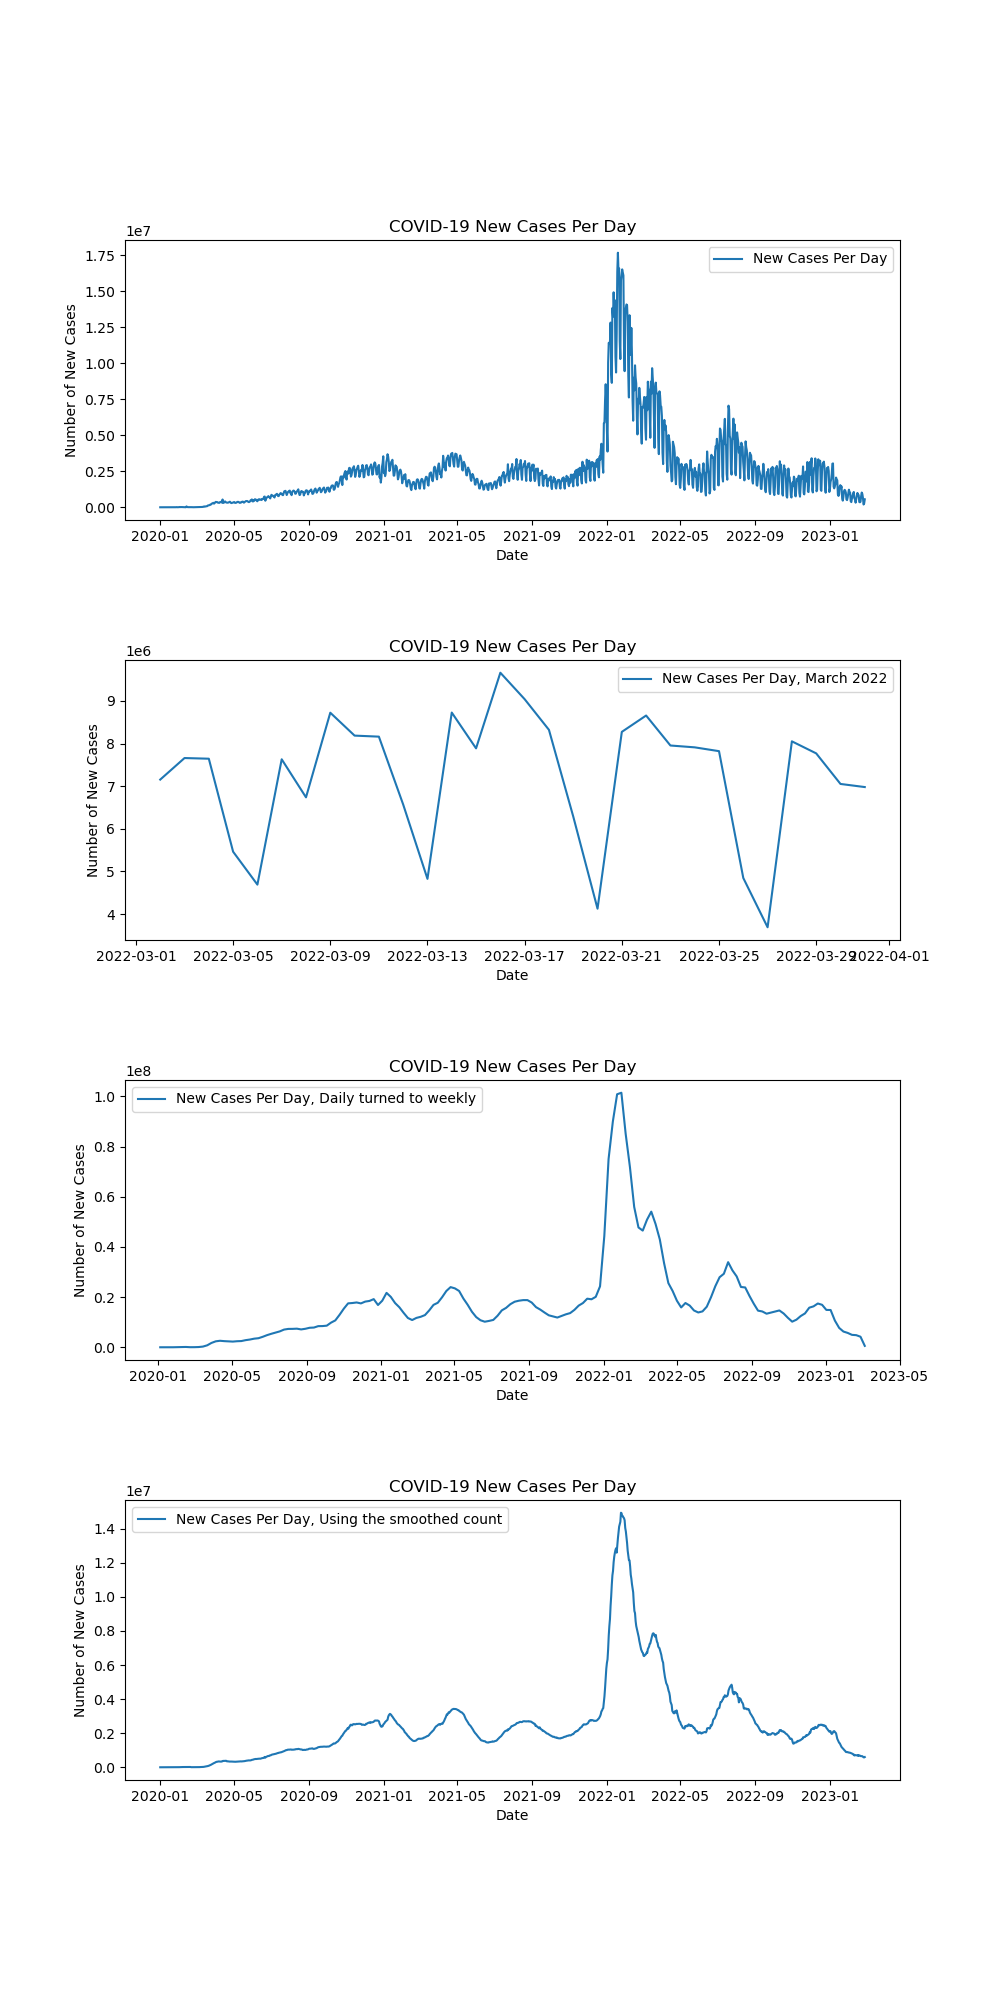 COVID-19 New Cases Per Day
1e7
New Cases Per Day
Number of New Cases
1.75
1.50
1.25
1.00
0.75
0.50
0.25
0.00
2020-01 2020-05 2020-09 2021-01 2021-05 2021-09 2022-01 2022-05 2022-09 2023-01
Date
COVID-19 New Cases Per Day
1e6
New Cases Per Day, March 2022
Number of New Cases
9
8
7
6
5
4
2022-03-01 2022-03-05 2022-03-09 2022-03-13 2022-03-17 2022-03-21 2022-03-25 2022-03-29 2022-04-01
Date
COVID-19 New Cases Per Day
1e8
New Cases Per Day, Daily turned to weekly
Number of New Cases
1.0
0.8
0.6
0.4
0.2
0.0
2020-01 2020-05 2020-09 2021-01 2021-05 2021-09 2022-01 2022-05 2022-09 2023-01 2023-05
Date
COVID-19 New Cases Per Day
1e7
New Cases Per Day, Using the smoothed count
Number of New Cases
1.4
1.2
1.0
0.8
0.6
0.4
0.2
0.0
2020-01 2020-05 2020-09 2021-01 2021-05 2021-09 2022-01 2022-05 2022-09 2023-01
Date